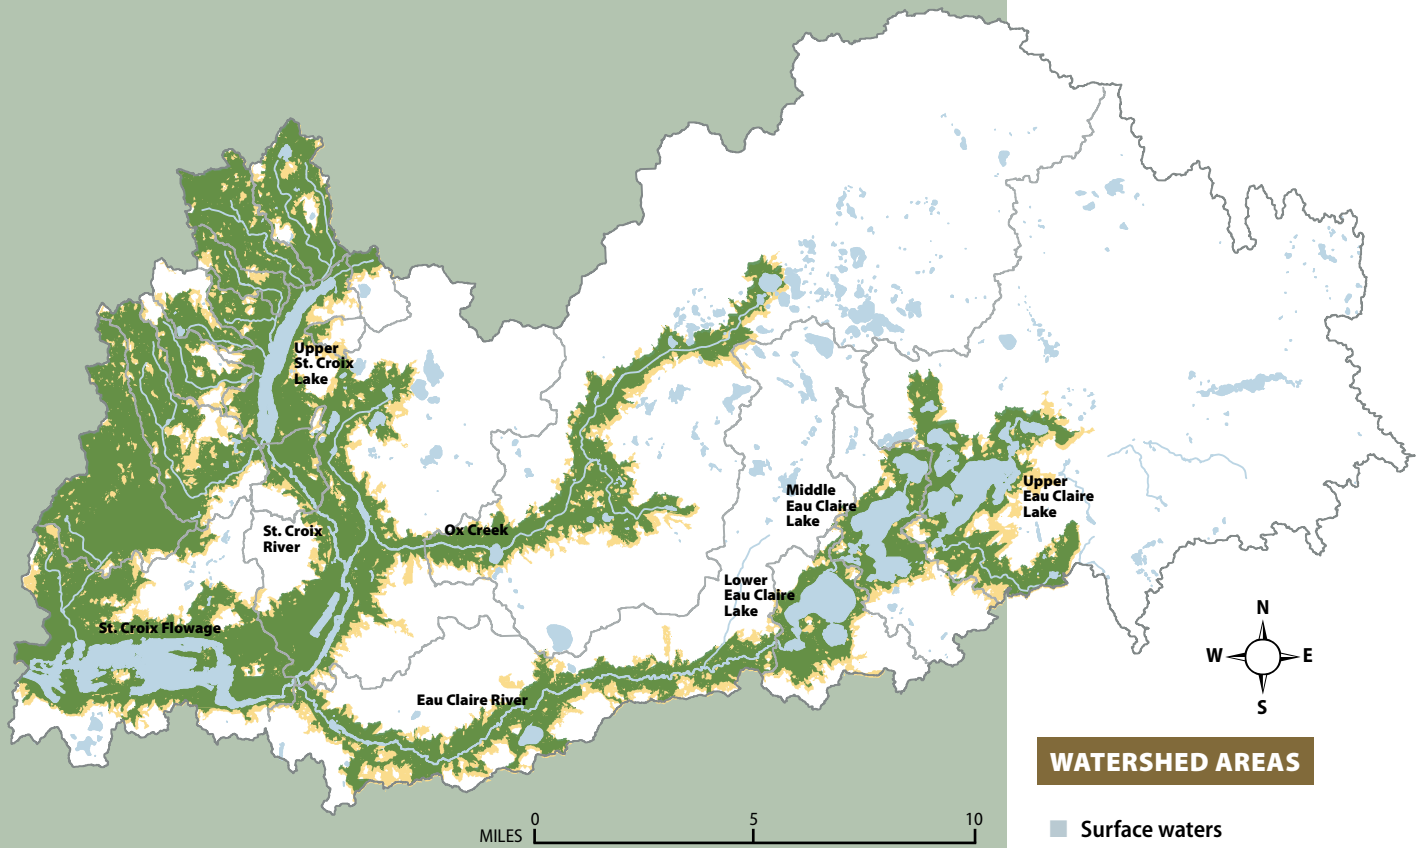 Upper
St. Croix
Lake
Middle
Eau Claire
Lake
Upper
Eau Claire
Lake
St. Croix
River
Ox Creek
Lower
Eau Claire
Lake
St. Croix Flowage
Eau Claire River
N
W
E
S
WATERSHED AREAS
Surface waters
0
5
10
MILES